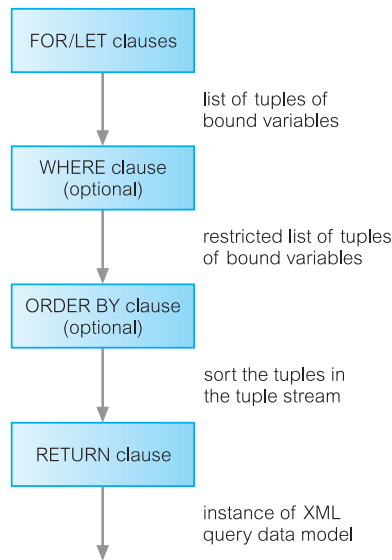 FOR/LET clauses
list of tuples of
bound variables
WHERE clause
(optional)
restricted list of tuples
of bound variables
ORDER BY clause
(optional)
sort the tuples in
the tuple stream
RETURN clause
instance of XML
query data model